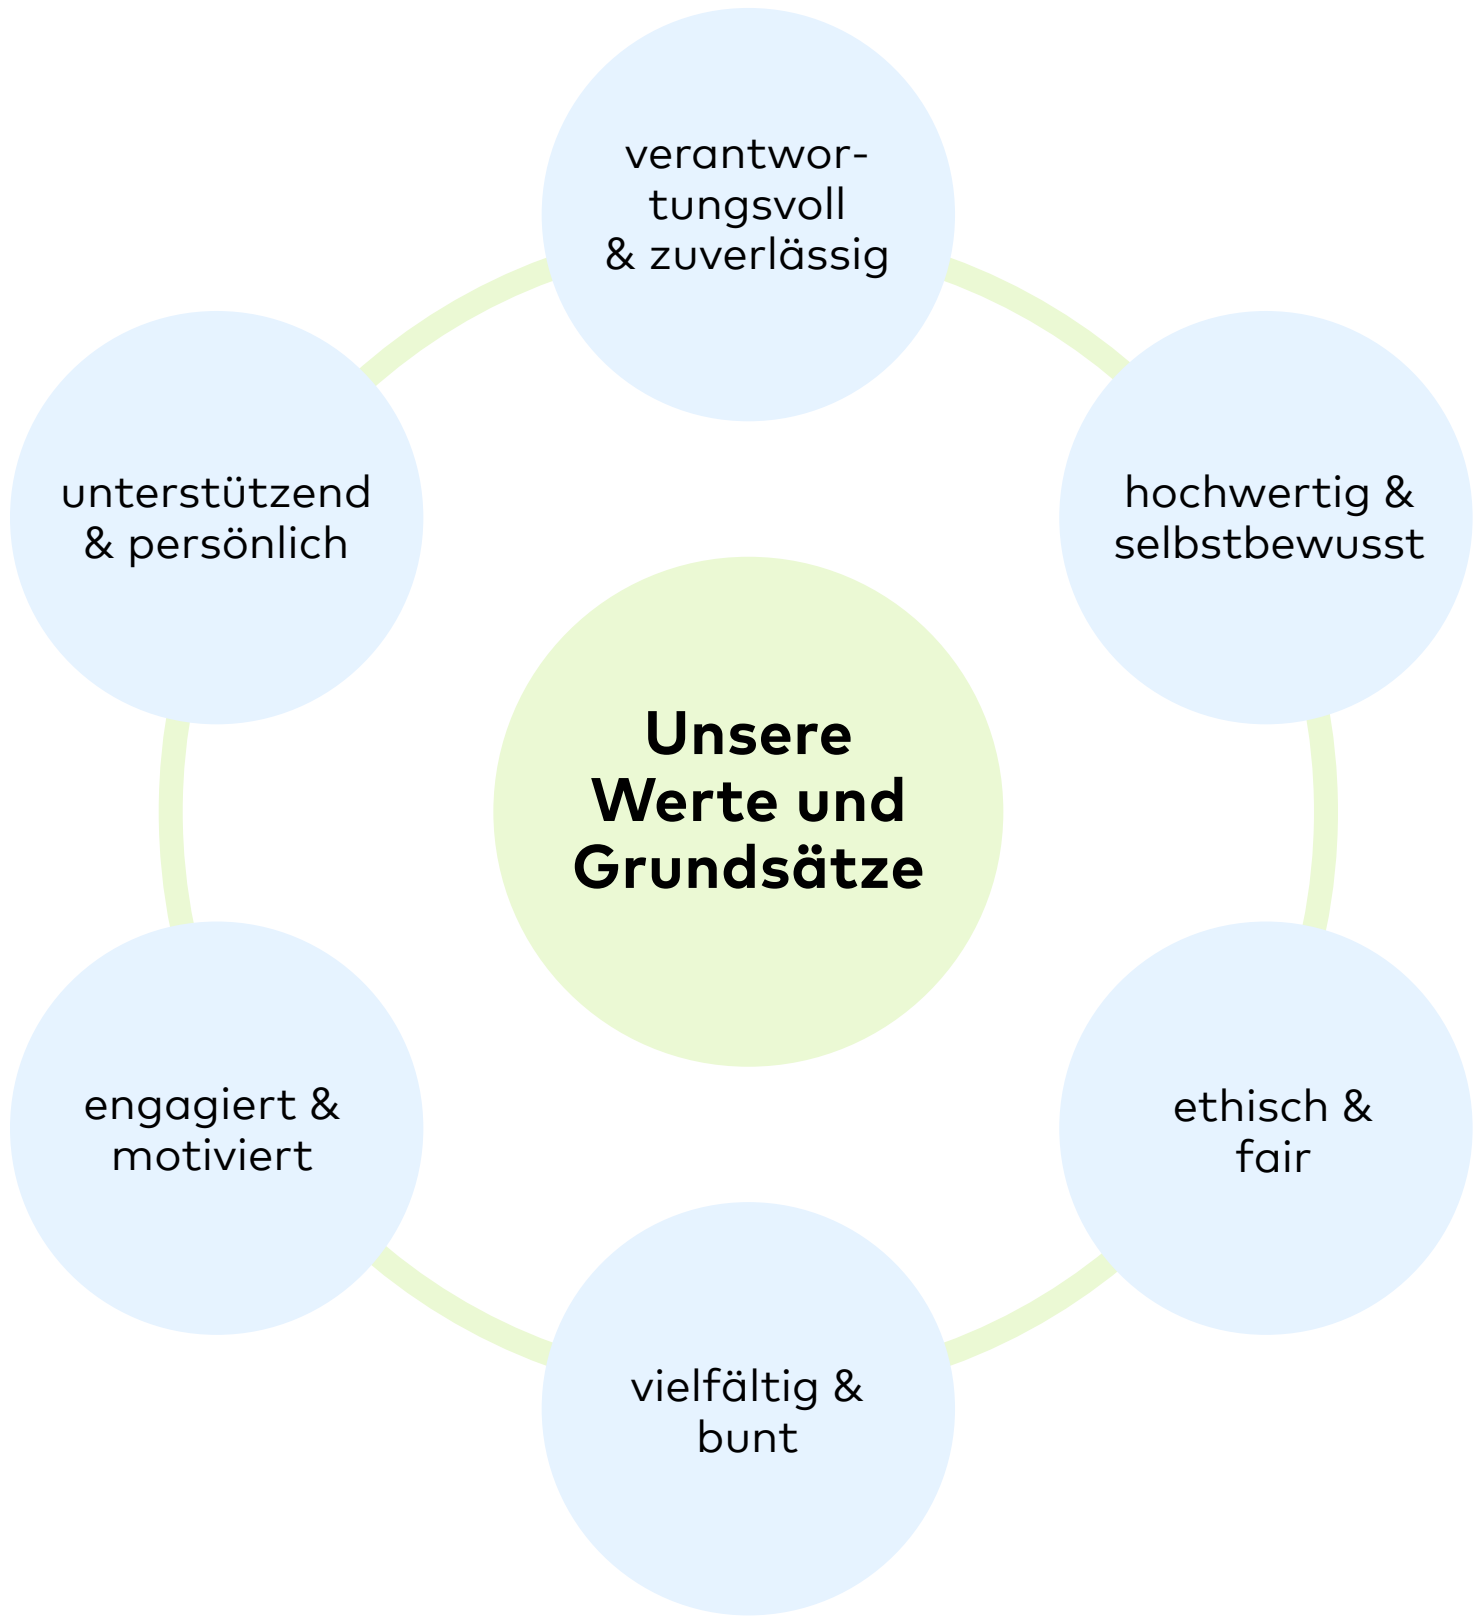 verantwor-
tungsvoll
& zuverlässig
hochwertig &
selbstbewusst
ethisch &
fair
vielfältig &
bunt
engagiert &
motiviert
unterstützend
& persönlich
Unsere
Werte und
Grundsätze